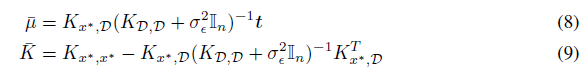 μ̄ = K_{x*,𝒟}(K_{𝒟,𝒟} + σ_ϵ^2 𝕀_n)^{-1} t (8)
K̄ = K_{x*,x*} − K_{x*,𝒟}(K_{𝒟,𝒟} + σ_ϵ^2 𝕀_n)^{-1} K_{x*,𝒟}^T (9)